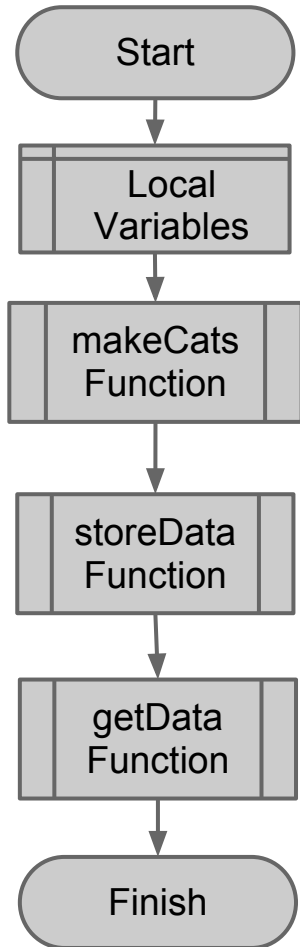 Start
Local
Variables
makeCats
Function
storeData
Function
getData
Function
Finish